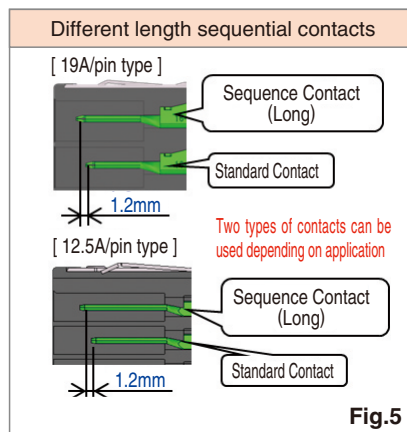 Different length sequential contacts
[ 19A/pin type ]
Sequence Contact
(Long)
Standard Contact
1.2mm
Two types of contacts can be
used depending on application
[ 12.5A/pin type ]
Sequence Contact
(Long)
Standard Contact
1.2mm
Fig.5